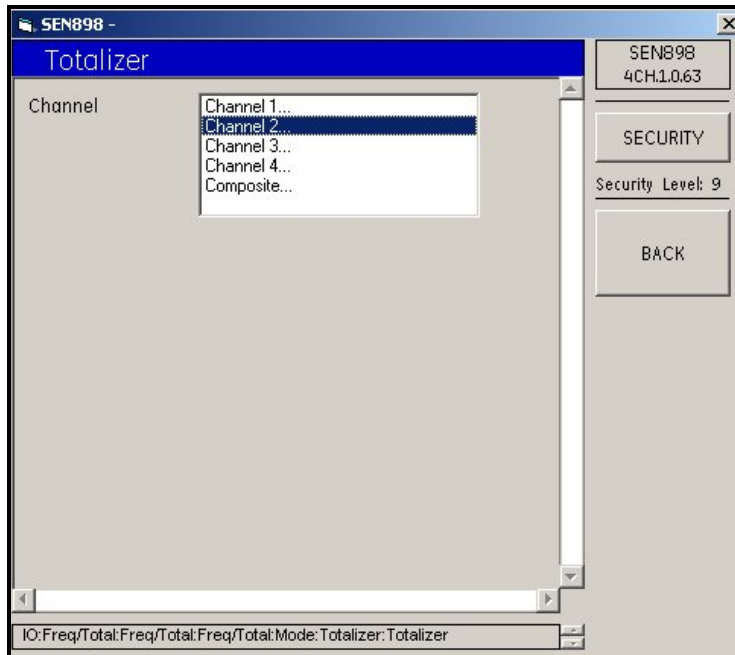 SEN898 -
Totalizer
SEN898
4CH.1.0.63
Channel
Channel 1...
Channel 2...
Channel 3...
Channel 4...
Composite...
SECURITY
Security Level: 9
BACK
IO:Freq/Total:Freq/Total:Freq/Total:Mode:Totalizer:Totalizer